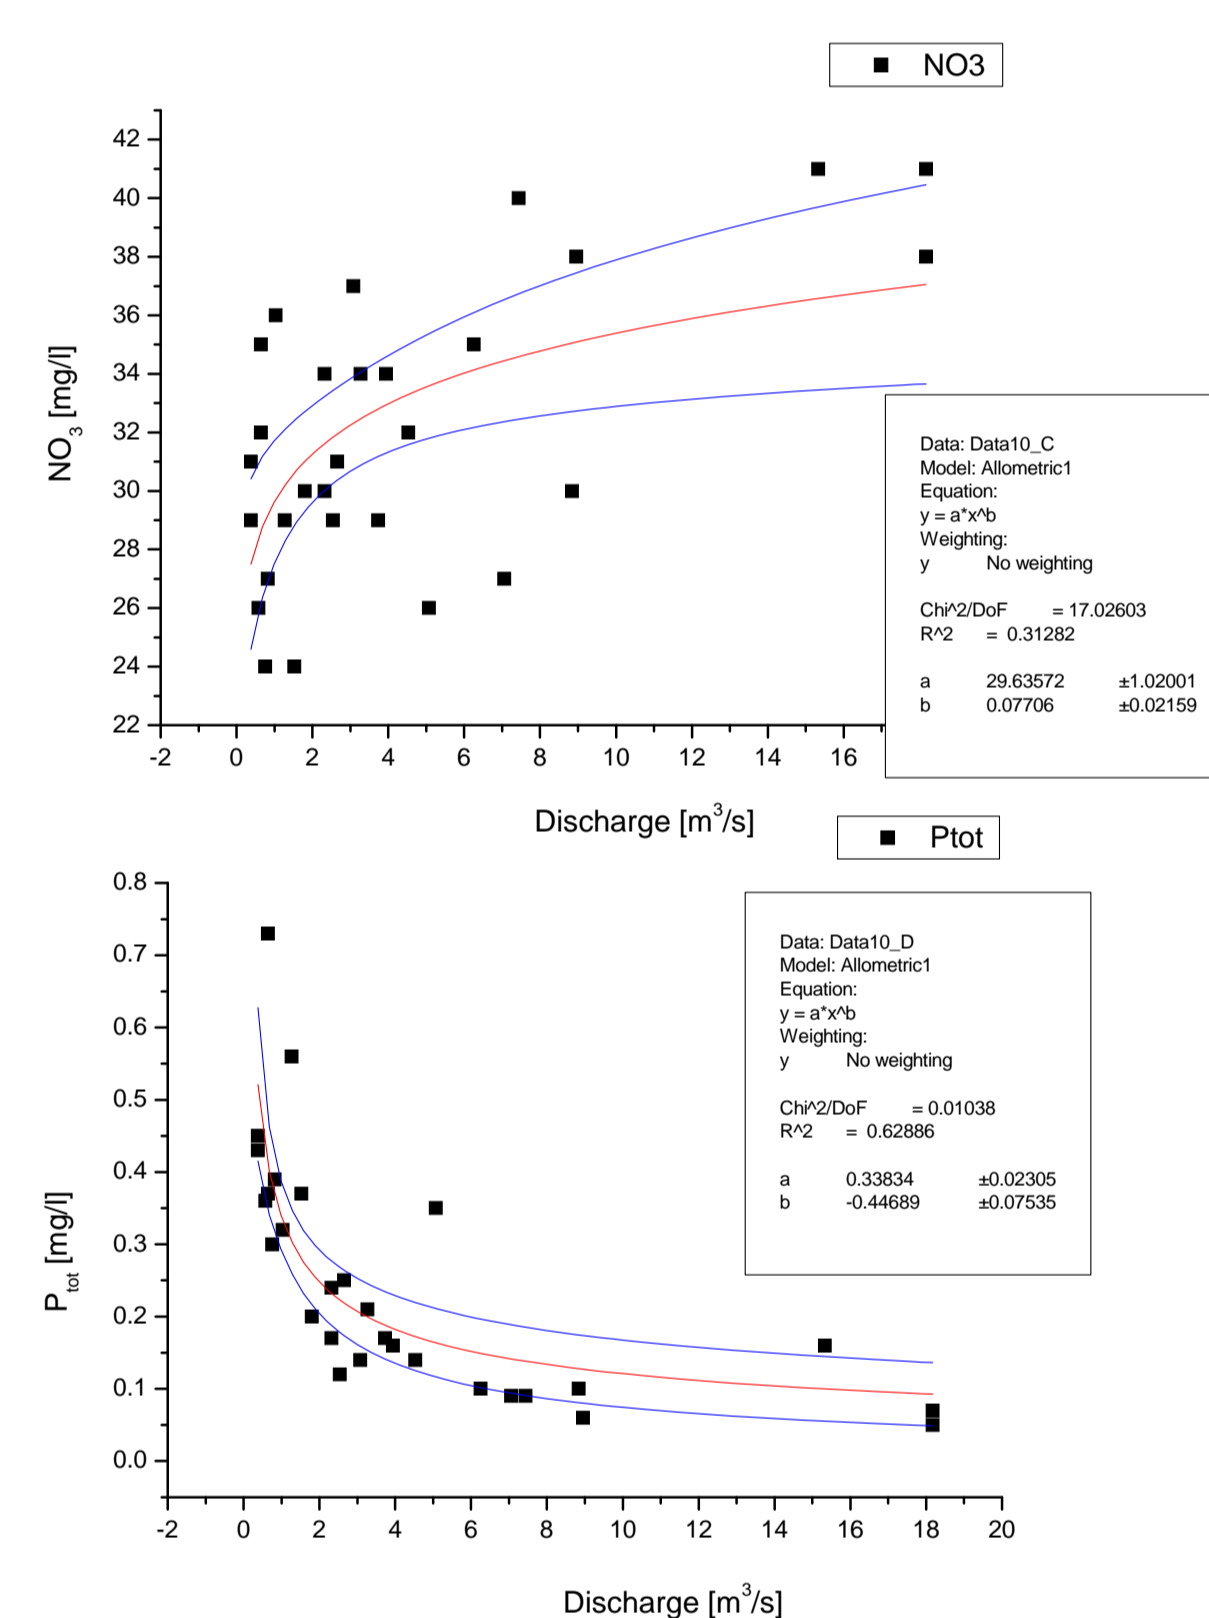 NO3
42
40
38
36
34
32
30
28
26
24
22
NO3 [mg/l]
-2 0 2 4 6 8 10 12 14 16
Discharge [m3/s]
Data: Data10_C
Model: Allometric1
Equation:
y = a*x^b
Weighting:
y No weighting
Chi^2/DoF = 17.02603
R^2 = 0.31282
a 29.63572 ±1.02001
b 0.07706 ±0.02159
Ptot
0.8
0.7
0.6
0.5
0.4
0.3
0.2
0.1
0.0
Ptot [mg/l]
-2 0 2 4 6 8 10 12 14 16 18 20
Discharge [m3/s]
Data: Data10_D
Model: Allometric1
Equation:
y = a*x^b
Weighting:
y No weighting
Chi^2/DoF = 0.01038
R^2 = 0.62886
a 0.33834 ±0.02305
b -0.44689 ±0.07535